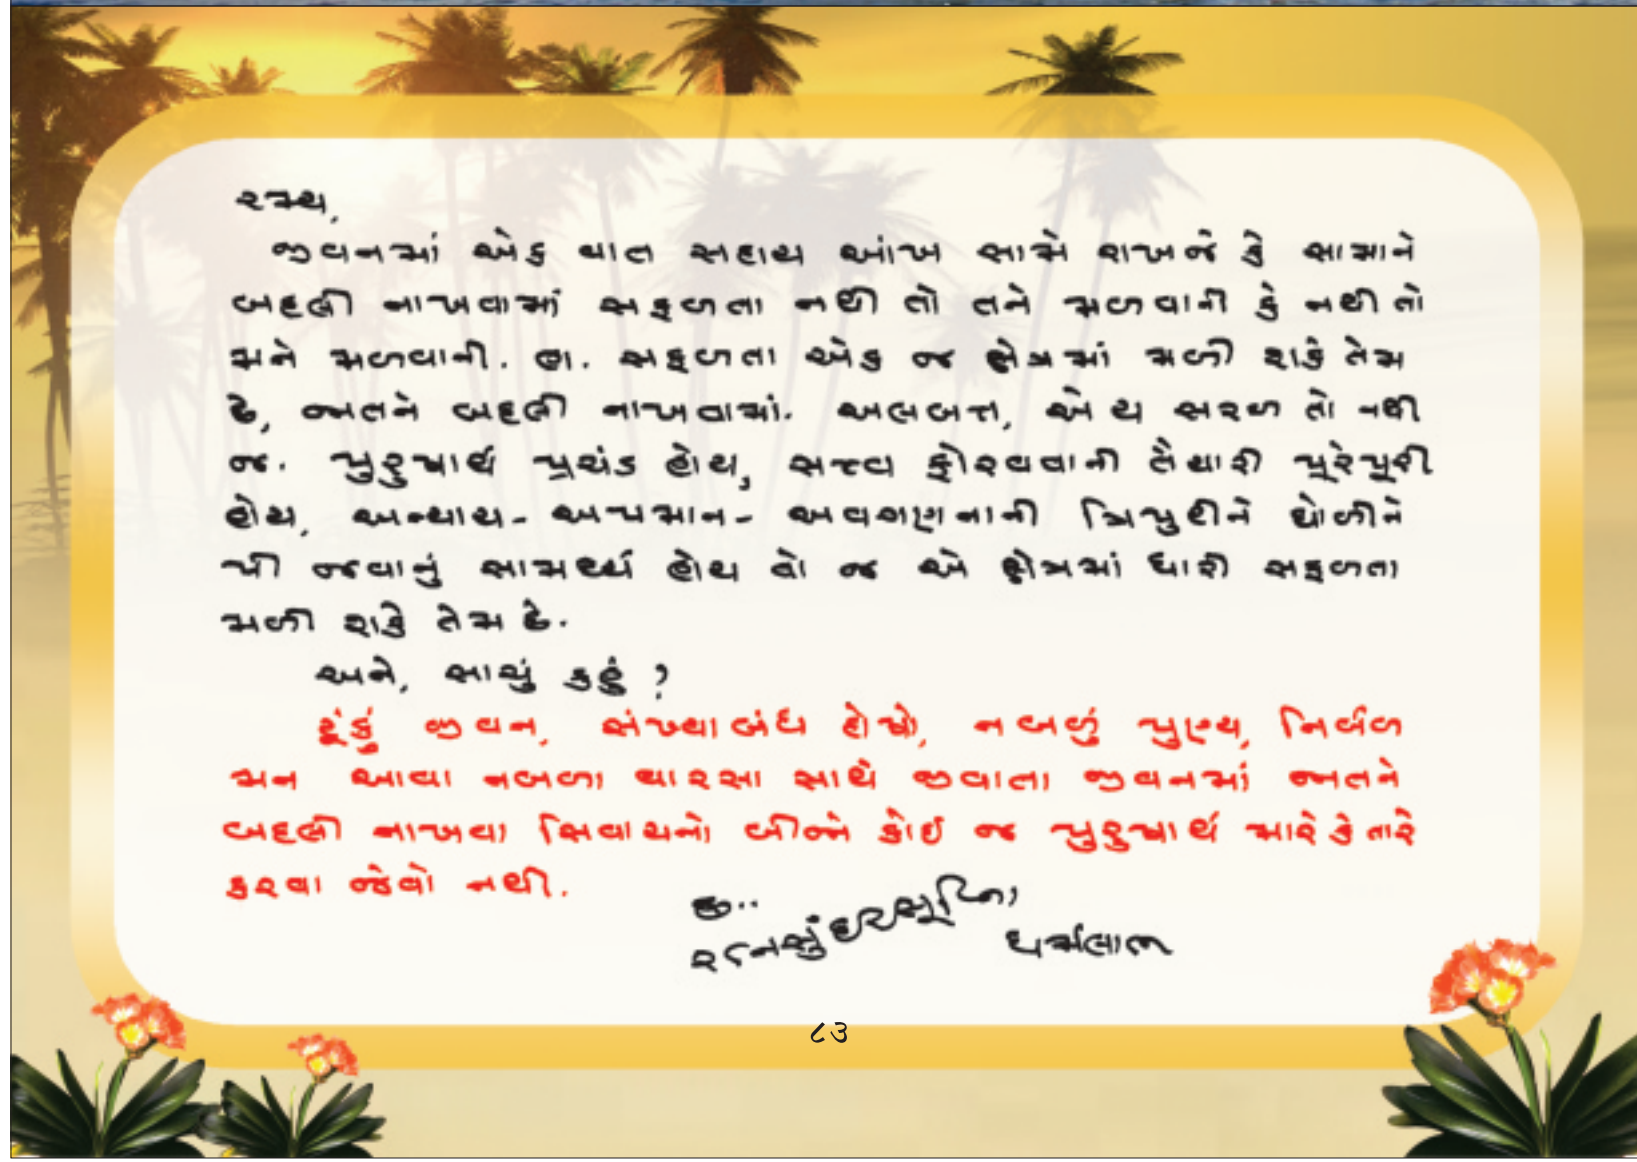 રમ્ય,
જીવનમાં એક વાત સદાય આંખ સામે રાખજે કે સામાને
બદલી નાખવામાં સફળતા નથી તો તને મળવાની કે નથી તો
મને મળવાની. હા. સફળતા એક જ ક્ષેત્રમાં મળી શકે તેમ
છે, જાતને બદલી નાખવામાં. અલબત્ત, એ ય સરળ તો નથી
જ. પુરુષાર્થ પ્રચંડ હોય, સત્ત્વ ફોરવવાની તૈયારી પૂરેપૂરી
હોય, અન્યાય-અપમાન-અવગણનાની ત્રિપુટીને ઘોળીને
પી જવાનું સામર્થ્ય હોય તો જ એ ક્ષેત્રમાં ધારી સફળતા
મળી શકે તેમ છે.
અને, સાચું કહું ?
ટૂંકું જીવન, સંખ્યાબંધ દોષો, નબળું પુણ્ય, નિર્બળ
મન આવા નબળા વારસા સાથે જીવાતા જીવનમાં જાતને
બદલી નાખવા સિવાયનો બીજો કોઈ જ પુરુષાર્થ મારે કે તારે
કરવા જેવો નથી.
રત્નસુંદરસૂરિના
ધર્મલાભ
૮૩